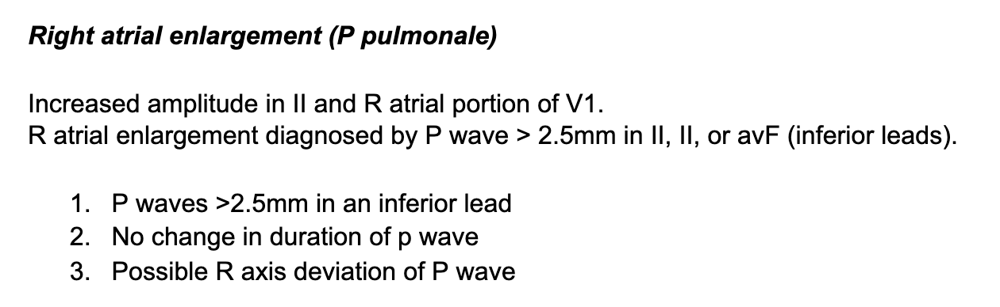 Right atrial enlargement (P pulmonale)
Increased amplitude in II and R atrial portion of V1.
R atrial enlargement diagnosed by P wave > 2.5mm in II, II, or avF (inferior leads).
1. P waves >2.5mm in an inferior lead
2. No change in duration of p wave
3. Possible R axis deviation of P wave